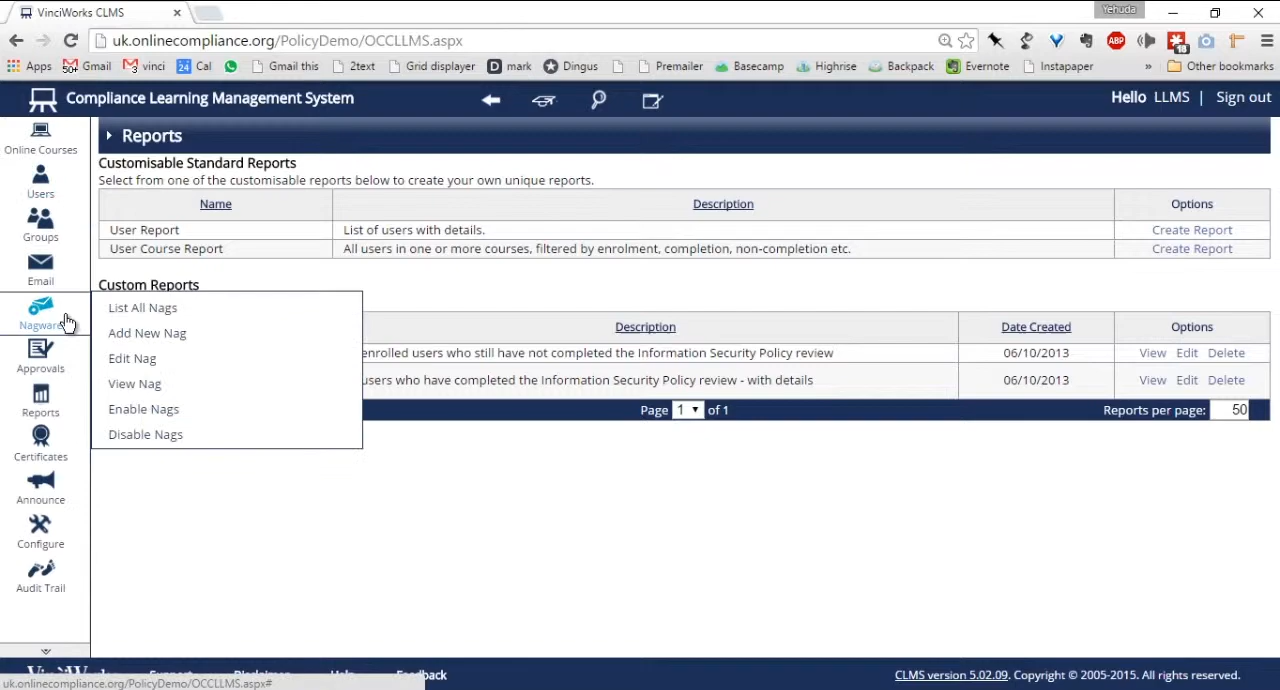 VinciWorks CLMS
Yehuda
uk.onlinecompliance.org/PolicyDemo/OCCLLMS.aspx
ABP
18
Apps
50+ Gmail
vinci
24 Cal
Gmail this
2text
Grid displayer
D mark
Dingus
Premailer
Basecamp
Highrise
Backpack
Evernote
Instapaper
»
Other bookmarks
Compliance Learning Management System
Hello LLMS | Sign out
Online Courses
Users
Groups
Email
Nagware
Approvals
Reports
Certificates
Announce
Configure
Audit Trail
Reports
Customisable Standard Reports
Select from one of the customisable reports below to create your own unique reports.
Name Description Options
User Report List of users with details. Create Report
User Course Report All users in one or more courses, filtered by enrolment, completion, non-completion etc. Create Report
Custom Reports
List All Nags
Add New Nag
Edit Nag
View Nag
Enable Nags
Disable Nags
Description Date Created Options
enrolled users who still have not completed the Information Security Policy review 06/10/2013 View Edit Delete
users who have completed the Information Security Policy review - with details 06/10/2013 View Edit Delete
Page 1 of 1 Reports per page: 50
Feedback
CLMS version 5.02.09. Copyright © 2005-2015. All rights reserved.
uk.onlinecompliance.org/PolicyDemo/OCCLLMS.aspx#